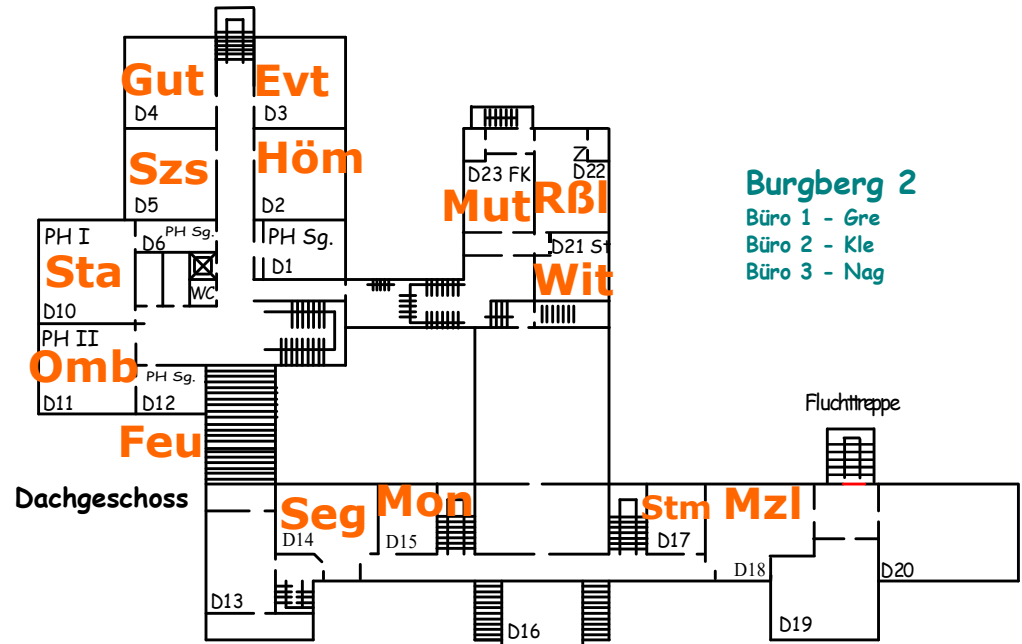 Gut
D4
Evt
D3
Szs
D5
Höm
D2
PH I
Sta
D10
D6
PH Sg.
WC
PH Sg.
D1
PH II
Omb
D11
PH Sg.
D12
Feu
D23 FK
Mut
Z
D22
Rßl
D21 St
Wit
Burgberg 2
Büro 1 - Gre
Büro 2 - Kle
Büro 3 - Nag
Fluchttreppe
Dachgeschoss
Seg
D14
Mon
D15
Stm
D17
Mzl
D18
D20
D13
D16
D19